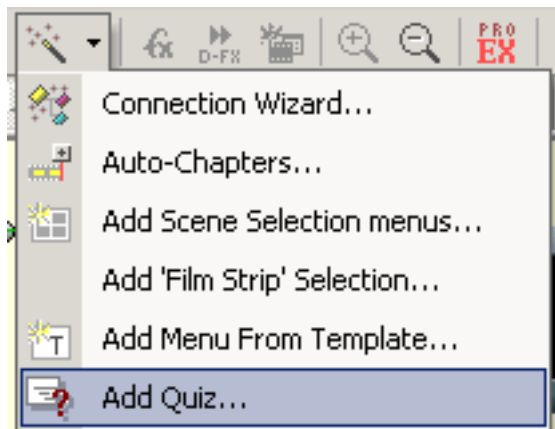 fx D-FX PRO EX
Connection Wizard...
Auto-Chapters...
Add Scene Selection menus...
Add 'Film Strip' Selection...
T Add Menu From Template...
? Add Quiz...